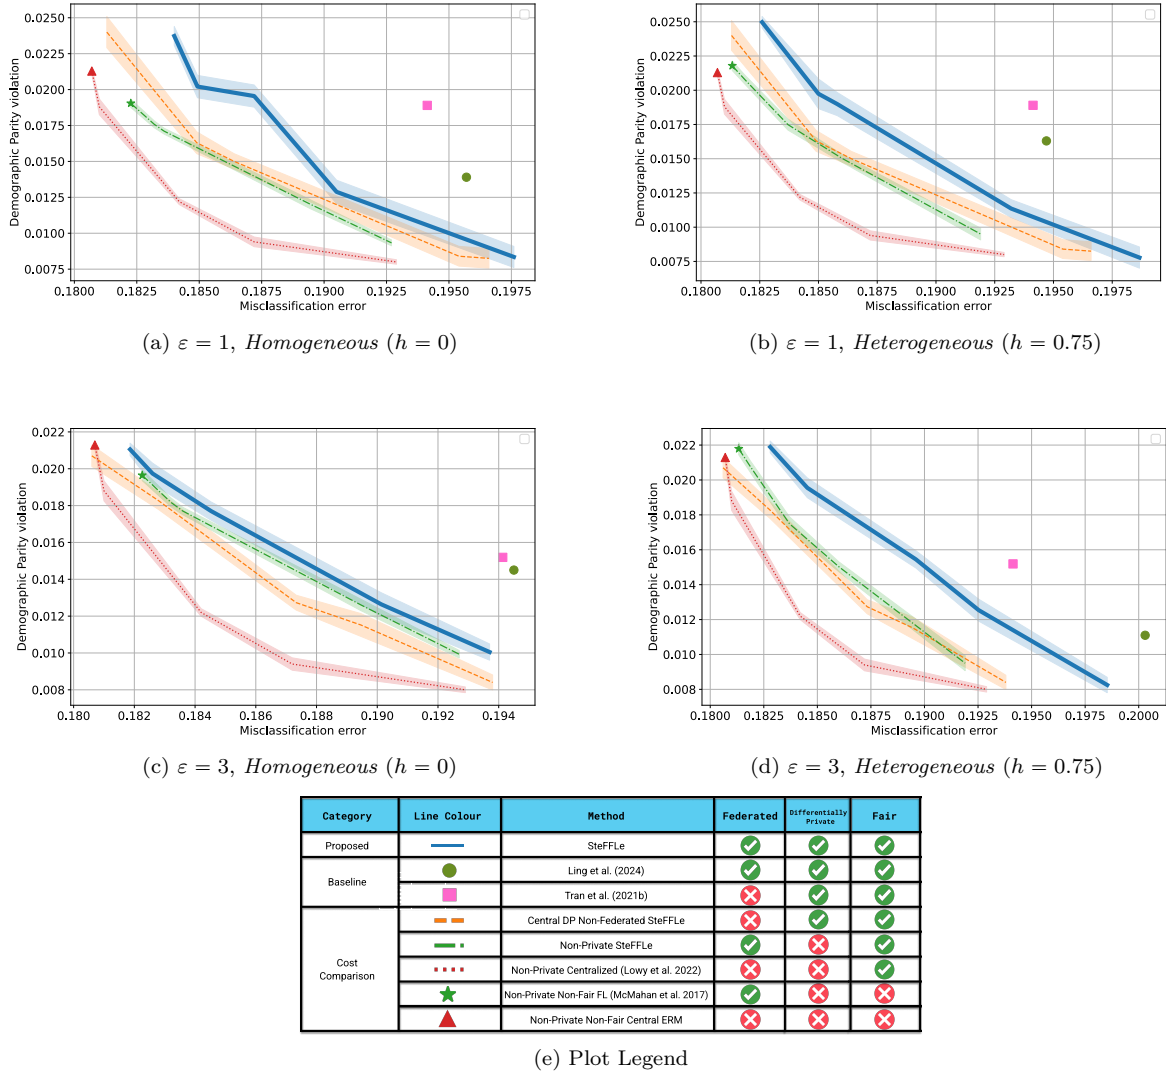 0.0250
0.0225
0.0200
0.0175
0.0150
0.0125
0.0100
0.0075
Demographic Parity violation
0.1800 0.1825 0.1850 0.1875 0.1900 0.1925 0.1950 0.1975
Misclassification error
(a) ε = 1, Homogeneous (h = 0)
0.0250
0.0225
0.0200
0.0175
0.0150
0.0125
0.0100
0.0075
Demographic Parity violation
0.1800 0.1825 0.1850 0.1875 0.1900 0.1925 0.1950 0.1975
Misclassification error
(b) ε = 1, Heterogeneous (h = 0.75)
0.022
0.020
0.018
0.016
0.014
0.012
0.010
0.008
Demographic Parity violation
0.180 0.182 0.184 0.186 0.188 0.190 0.192 0.194
Misclassification error
(c) ε = 3, Homogeneous (h = 0)
0.022
0.020
0.018
0.016
0.014
0.012
0.010
0.008
Demographic Parity violation
0.1800 0.1825 0.1850 0.1875 0.1900 0.1925 0.1950 0.1975 0.2000
Misclassification error
(d) ε = 3, Heterogeneous (h = 0.75)
Category Line Colour Method Federated Differentially Private Fair
Proposed SteFFLe
Baseline Ling et al. (2024)
Tran et al. (2021b)
Cost Comparison Central DP Non-Federated SteFFLe
Non-Private SteFFLe
Non-Private Centralized (Lowy et al. 2022)
Non-Private Non-Fair FL (McMahan et al. 2017)
Non-Private Non-Fair Central ERM
(e) Plot Legend